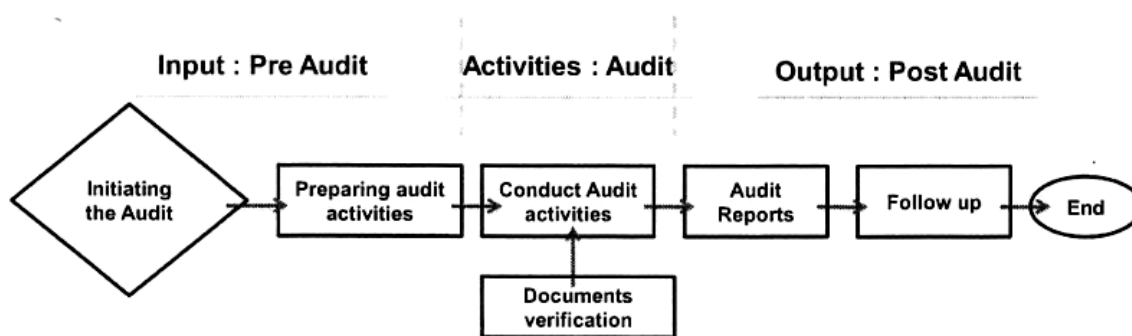 Input : Pre Audit
Activities : Audit
Output : Post Audit
Initiating
the Audit
Preparing audit
activities
Conduct Audit
activities
Audit
Reports
Follow up
End
Documents
verification